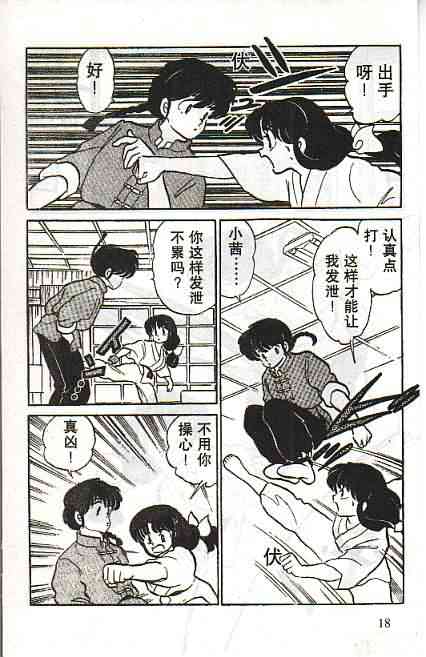 出手
呀！
伏
好！
认真点
打！
这样才能让
我发泄！
小茜……
伏
你这样发泄
不累吗？
不用你
操心！
真凶！
18